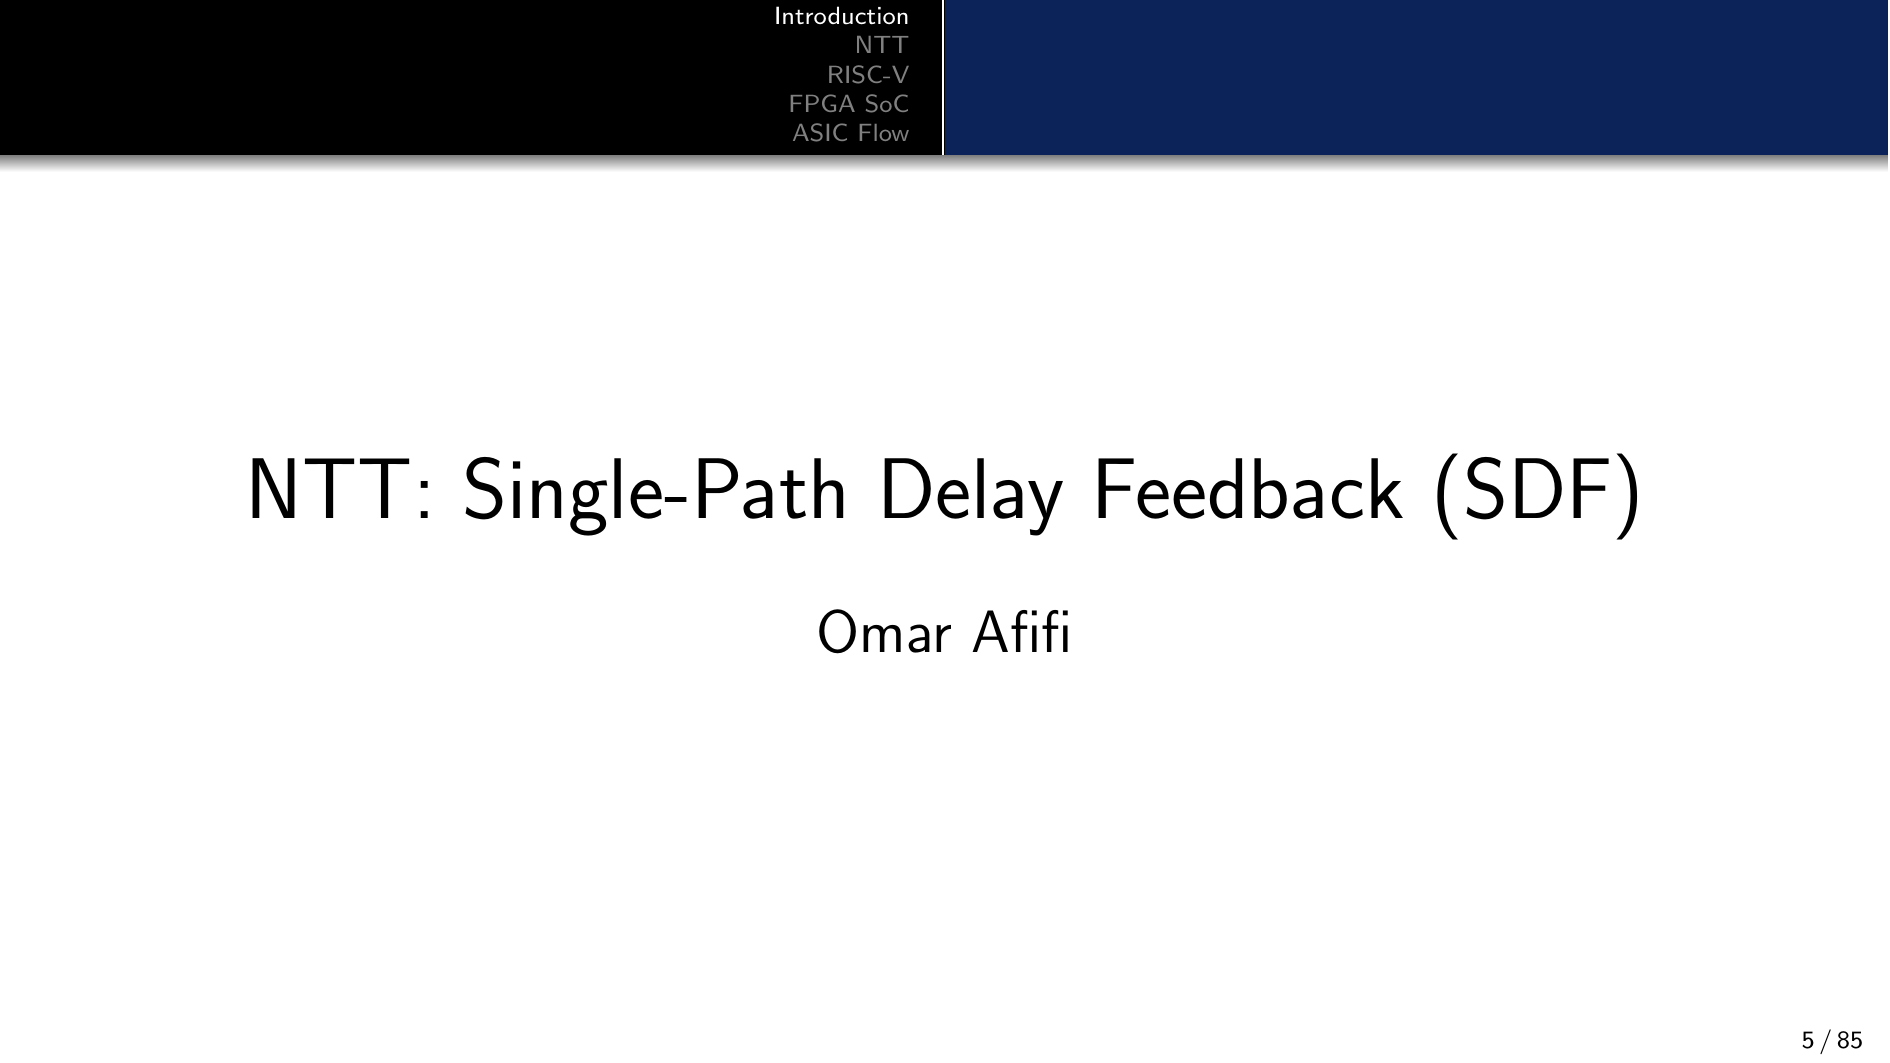 Introduction
NTT
RISC-V
FPGA SoC
ASIC Flow
NTT: Single-Path Delay Feedback (SDF)
Omar Afifi
5 / 85